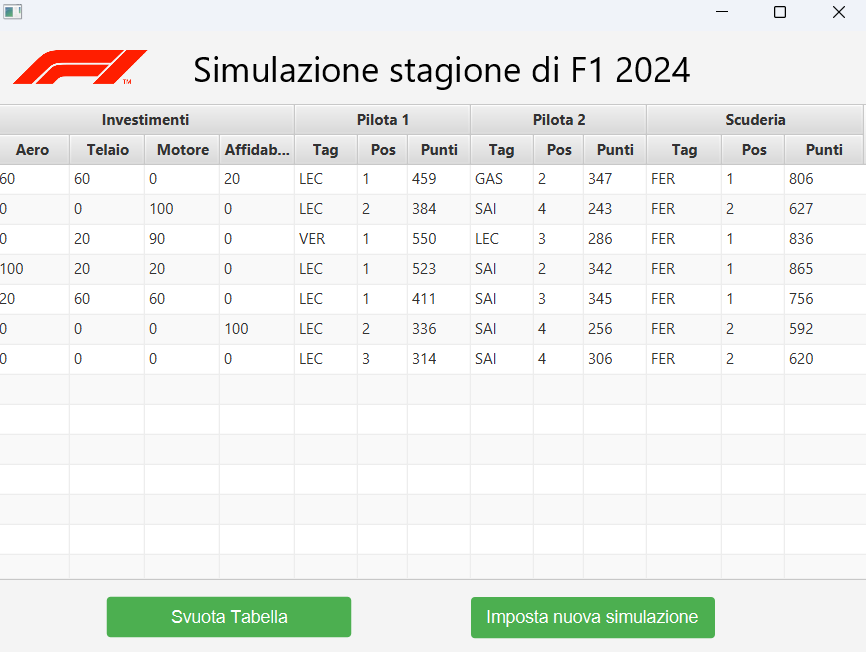 F1 TM
Simulazione stagione di F1 2024
Investimenti Pilota 1 Pilota 2 Scuderia
Aero Telaio Motore Affidab... Tag Pos Punti Tag Pos Punti Tag Pos Punti
60 60 0 20 LEC 1 459 GAS 2 347 FER 1 806
0 0 100 0 LEC 2 384 SAI 4 243 FER 2 627
0 20 90 0 VER 1 550 LEC 3 286 FER 1 836
100 20 20 0 LEC 1 523 SAI 2 342 FER 1 865
20 60 60 0 LEC 1 411 SAI 3 345 FER 1 756
0 0 0 100 LEC 2 336 SAI 4 256 FER 2 592
0 0 0 0 LEC 3 314 SAI 4 306 FER 2 620
Svuota Tabella Imposta nuova simulazione